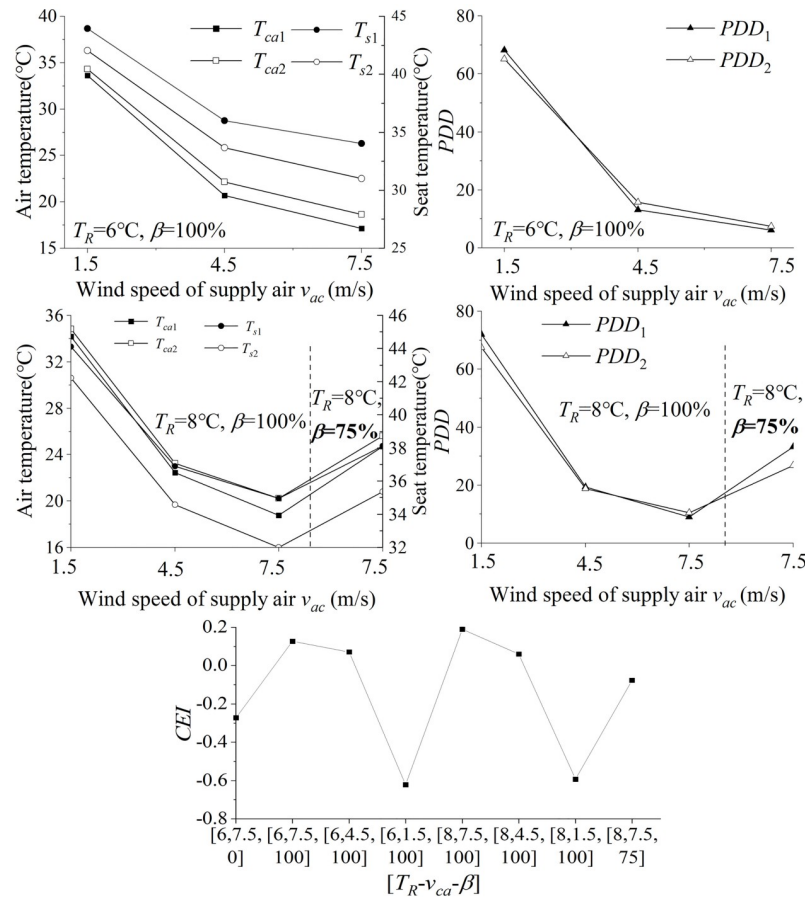 Air temperature(°C)
40
35
30
25
20
15
T_ca1 T_s1
T_ca2 T_s2
T_R=6°C, β=100%
45
40
35
30
25
Seat temperature(°C)
1.5 4.5 7.5
Wind speed of supply air v_ac (m/s)
PDD
80
60
40
20
0
PDD_1
PDD_2
T_R=6°C, β=100%
1.5 4.5 7.5
Wind speed of supply air v_ac (m/s)
Air temperature(°C)
36
32
28
24
20
16
T_ca1 T_s1
T_ca2 T_s2
T_R=8°C, β=100%
T_R=8°C,
β=75%
46
44
42
40
38
36
34
32
Seat temperature(°C)
1.5 4.5 7.5 7.5
Wind speed of supply air v_ac (m/s)
PDD
80
60
40
20
0
PDD_1
PDD_2
T_R=8°C, β=100%
T_R=8°C,
β=75%
1.5 4.5 7.5 7.5
Wind speed of supply air v_ac (m/s)
CEI
0.2
0.0
-0.2
-0.4
-0.6
-0.8
[6,7.5, [6,7.5, [6,4.5, [6,1.5, [8,7.5, [8,4.5, [8,1.5, [8,7.5,
0] 100] 100] 100] 100] 100] 100] 75]
[T_R-v_ca-β]